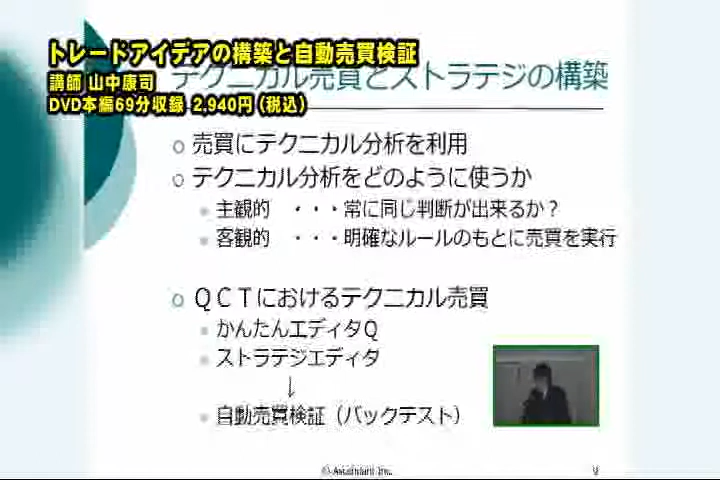 トレードアイデアの構築と自動売買検証
講師 山中康司
DVD本編69分収録 2,940円(税込)
テクニカル売買とストラテジの構築
売買にテクニカル分析を利用
テクニカル分析をどのように使うか
主観的 ・・・常に同じ判断が出来るか?
客観的 ・・・明確なルールのもとに売買を実行
QCTにおけるテクニカル売買
かんたんエディタQ
ストラテジエディタ
↓
自動売買検証(バックテスト)